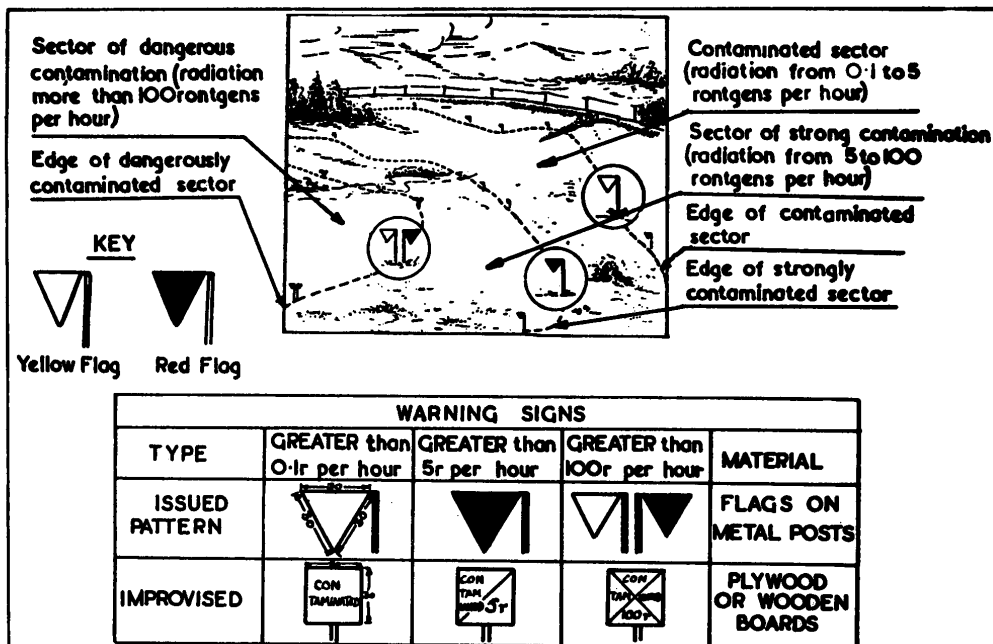 Sector of dangerous
contamination (radiation
more than 100rontgens
per hour)
Edge of dangerously
contaminated sector
KEY
Yellow Flag
Red Flag
Contaminated sector
(radiation from 0·1 to 5
rontgens per hour)
Sector of strong contamination
(radiation from 5 to 100
rontgens per hour)
Edge of contaminated
sector
Edge of strongly
contaminated sector
WARNING SIGNS
TYPE
GREATER than
0·1r per hour
GREATER than
5r per hour
GREATER than
100r per hour
MATERIAL
ISSUED
PATTERN
FLAGS ON
METAL POSTS
IMPROVISED
CON
TAMINATED
CON
TAM
5r
CON
TAM
100r
PLYWOOD
OR WOODEN
BOARDS